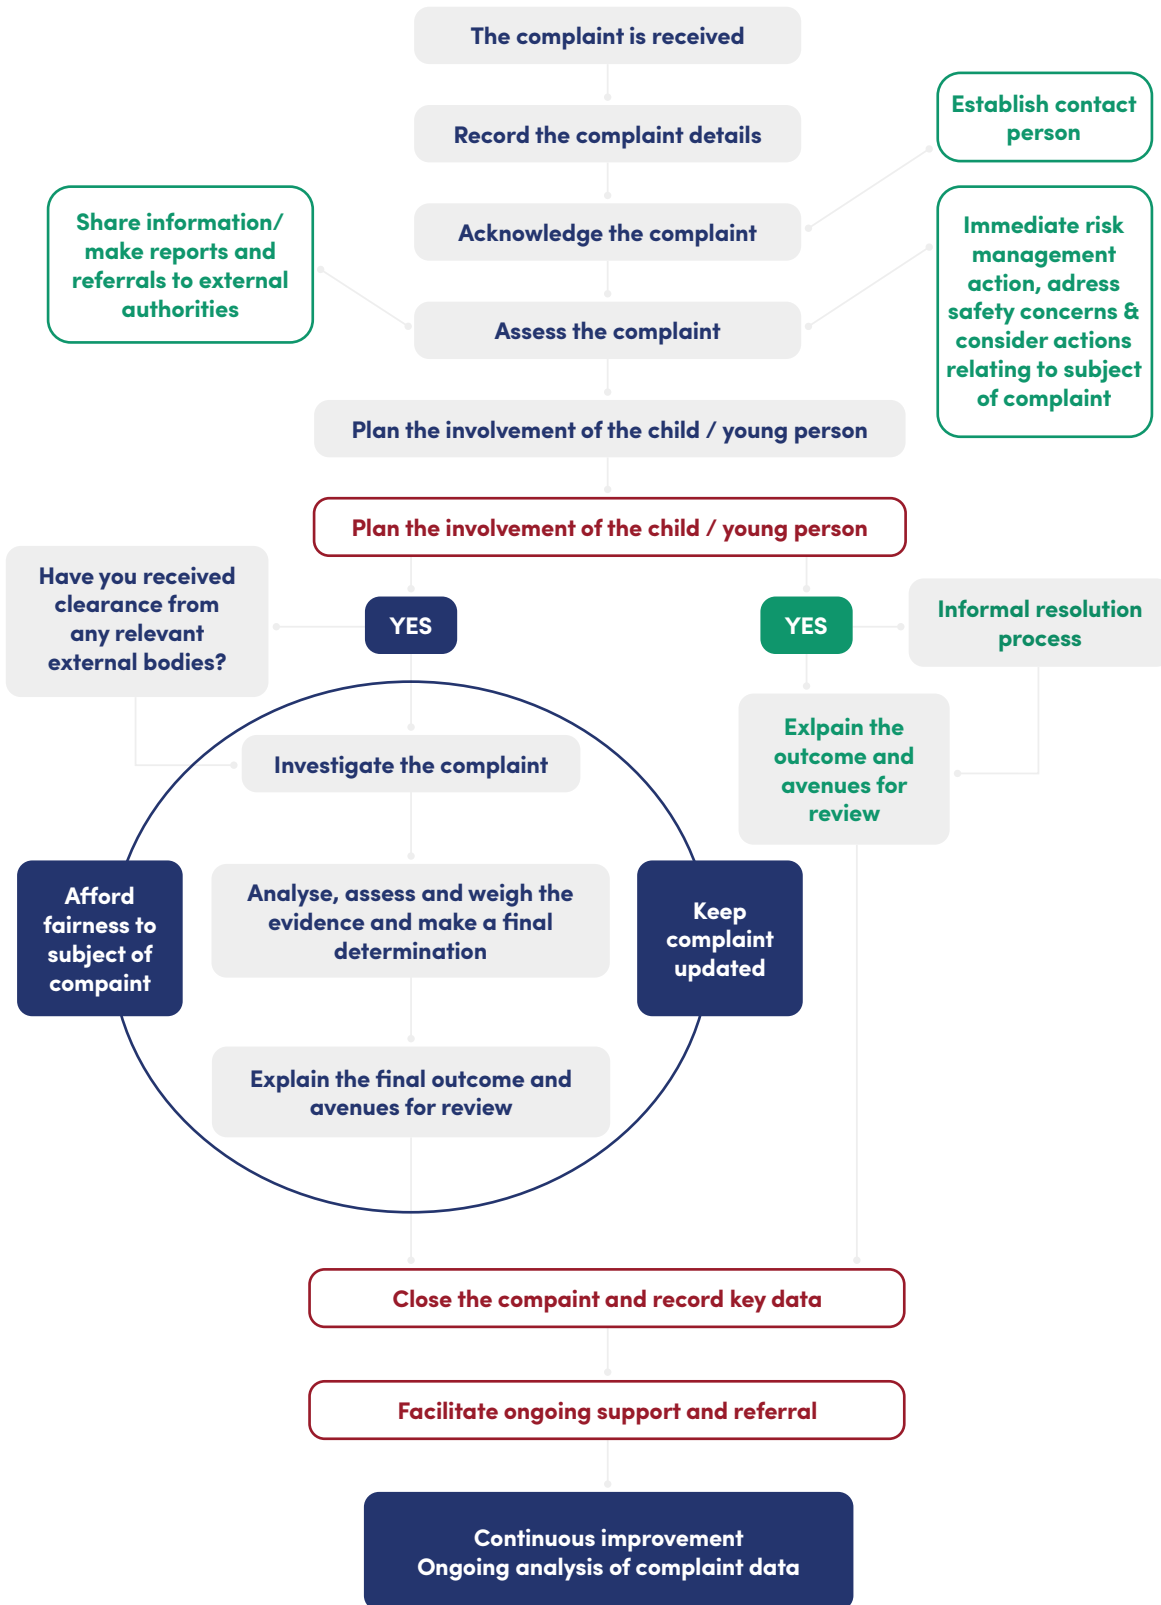 The complaint is received
Record the complaint details
Establish contact
person
Acknowledge the complaint
Share information/
make reports and
referrals to external
authorities
Immediate risk
management
action, adress
safety concerns &
consider actions
relating to subject
of complaint
Assess the complaint
Plan the involvement of the child / young person
Plan the involvement of the child / young person
Have you received
clearance from
any relevant
external bodies?
YES
YES
Informal resolution
process
Exlpain the
outcome and
avenues for
review
Investigate the complaint
Afford
fairness to
subject of
compaint
Analyse, assess and weigh the
evidence and make a final
determination
Keep
complaint
updated
Explain the final outcome and
avenues for review
Close the compaint and record key data
Facilitate ongoing support and referral
Continuous improvement
Ongoing analysis of complaint data